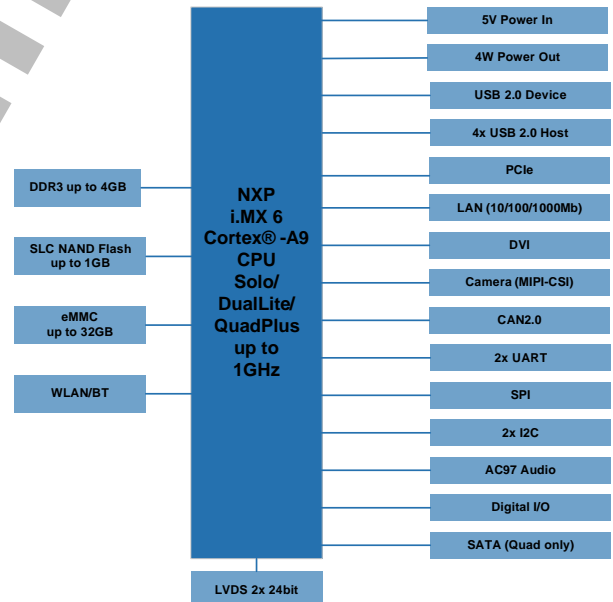 5V Power In
4W Power Out
USB 2.0 Device
4x USB 2.0 Host
PCIe
LAN (10/100/1000Mb)
DVI
Camera (MIPI-CSI)
CAN2.0
2x UART
SPI
2x I2C
AC97 Audio
Digital I/O
SATA (Quad only)
DDR3 up to 4GB
SLC NAND Flash
up to 1GB
eMMC
up to 32GB
WLAN/BT
NXP
i.MX 6
Cortex® -A9
CPU
Solo/
DualLite/
QuadPlus
up to
1GHz
LVDS 2x 24bit